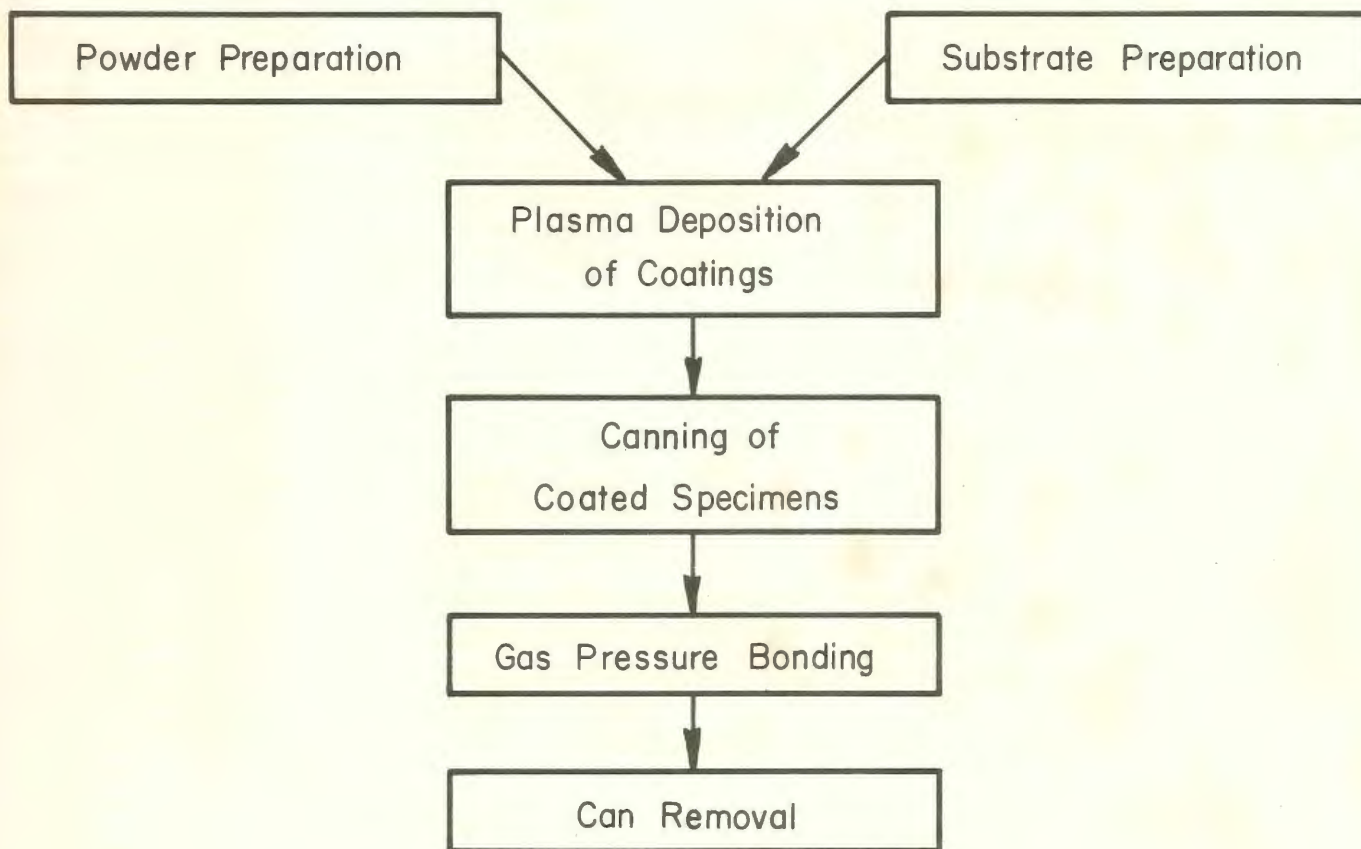 Powder Preparation
Substrate Preparation
Plasma Deposition
of Coatings
Canning of
Coated Specimens
Gas Pressure Bonding
Can Removal